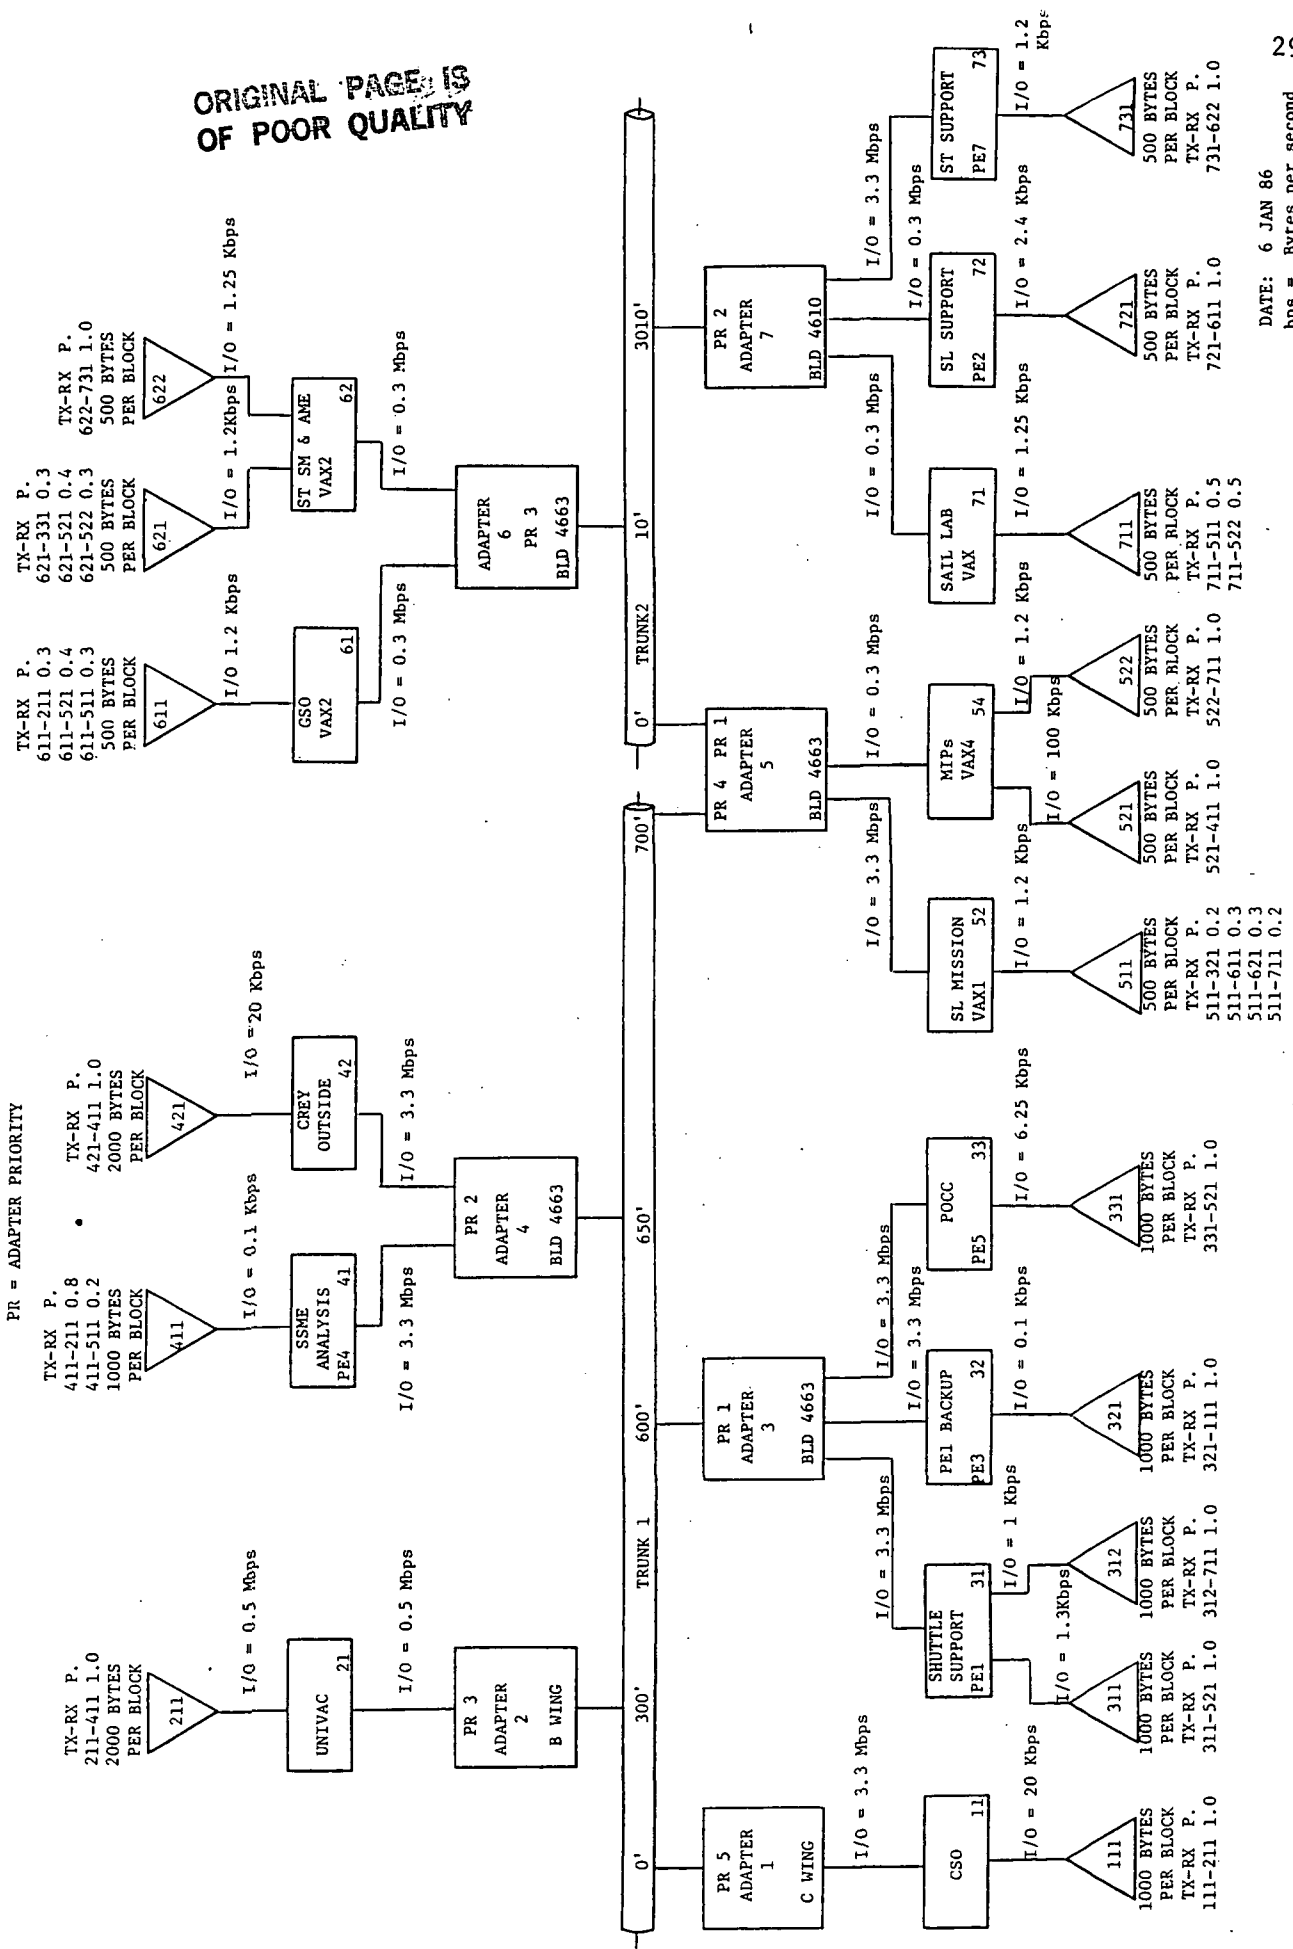 ORIGINAL PAGE IS
OF POOR QUALITY
PR = ADAPTER PRIORITY
TX-RX P.
211-411 1.0
2000 BYTES
PER BLOCK
211
I/O = 0.5 Mbps
UNIVAC
21
I/O = 0.5 Mbps
PR 3
ADAPTER
2
B WING
TX-RX P.
411-211 0.8
411-511 0.2
1000 BYTES
PER BLOCK
411
I/O = 0.1 Kbps
SSME
ANALYSIS
PE4
41
I/O = 3.3 Mbps
TX-RX P.
421-411 1.0
2000 BYTES
PER BLOCK
421
I/O = 20 Kbps
CREY
OUTSIDE
42
I/O = 3.3 Mbps
PR 2
ADAPTER
4
BLD 4663
TX-RX P.
611-211 0.3
611-521 0.4
611-511 0.3
500 BYTES
PER BLOCK
611
I/O 1.2 Kbps
GSO
VAX2
61
I/O = 0.3 Mbps
TX-RX P.
621-331 0.3
621-521 0.4
621-522 0.3
500 BYTES
PER BLOCK
621
I/O = 1.2Kbps
TX-RX P.
622-731 1.0
500 BYTES
PER BLOCK
622
I/O = 1.25 Kbps
ST SM & AME
VAX2
62
I/O = 0.3 Mbps
ADAPTER
6
PR 3
BLD 4663
0'
300'
TRUNK 1
600'
650'
700'
0'
TRUNK2
10'
3010'
PR 5
ADAPTER
1
C WING
I/O = 3.3 Mbps
CSO
11
I/O = 20 Kbps
111
1000 BYTES
PER BLOCK
TX-RX P.
111-211 1.0
PR 1
ADAPTER
3
BLD 4663
I/O = 3.3 Mbps
SHUTTLE
SUPPORT
PE1
31
I/O = 1.3Kbps
311
1000 BYTES
PER BLOCK
TX-RX P.
311-521 1.0
I/O = 1 Kbps
312
1000 BYTES
PER BLOCK
TX-RX P.
312-711 1.0
I/O = 3.3 Mbps
PE1 BACKUP
PE3
32
I/O = 0.1 Kbps
321
1000 BYTES
PER BLOCK
TX-RX P.
321-111 1.0
I/O = 3.3 Mbps
POCC
PE5
33
I/O = 6.25 Kbps
331
1000 BYTES
PER BLOCK
TX-RX P.
331-521 1.0
PR 4 PR 1
ADAPTER
5
BLD 4663
I/O = 3.3 Mbps
SL MISSION
VAX1
52
I/O = 1.2 Kbps
511
500 BYTES
PER BLOCK
TX-RX P.
511-321 0.2
511-611 0.3
511-621 0.3
511-711 0.2
I/O = 0.3 Mbps
MIPs
VAX4
54
I/O = 100 Kbps
521
500 BYTES
PER BLOCK
TX-RX P.
521-411 1.0
I/O = 1.2 Kbps
522
500 BYTES
PER BLOCK
TX-RX P.
522-711 1.0
PR 2
ADAPTER
7
BLD 4610
I/O = 0.3 Mbps
SAIL LAB
VAX
71
I/O = 1.25 Kbps
711
500 BYTES
PER BLOCK
TX-RX P.
711-511 0.5
711-522 0.5
I/O = 0.3 Mbps
SL SUPPORT
PE2
72
I/O = 2.4 Kbps
721
500 BYTES
PER BLOCK
TX-RX P.
721-611 1.0
I/O = 3.3 Mbps
ST SUPPORT
PE7
73
I/O = 1.2
Kbps
731
500 BYTES
PER BLOCK
TX-RX P.
731-622 1.0
DATE: 6 JAN 86
bps = Bytes per second